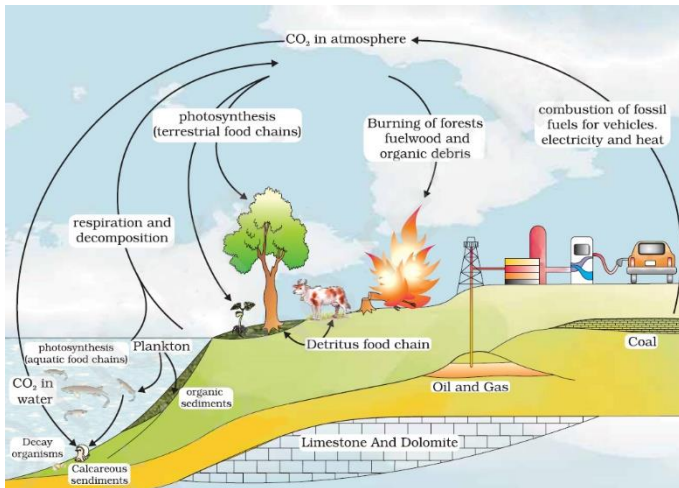 CO₂ in atmosphere
photosynthesis
(terrestrial food chains)
Burning of forests
fuelwood and
organic debris
combustion of fossil
fuels for vehicles.
electricity and heat
respiration and
decomposition
photosynthesis
(aquatic food chains)
Plankton
Detritus food chain
Coal
CO₂ in
water
organic
sediments
Oil and Gas
Decay
organisms
Calcareous
sendiments
Limestone And Dolomite